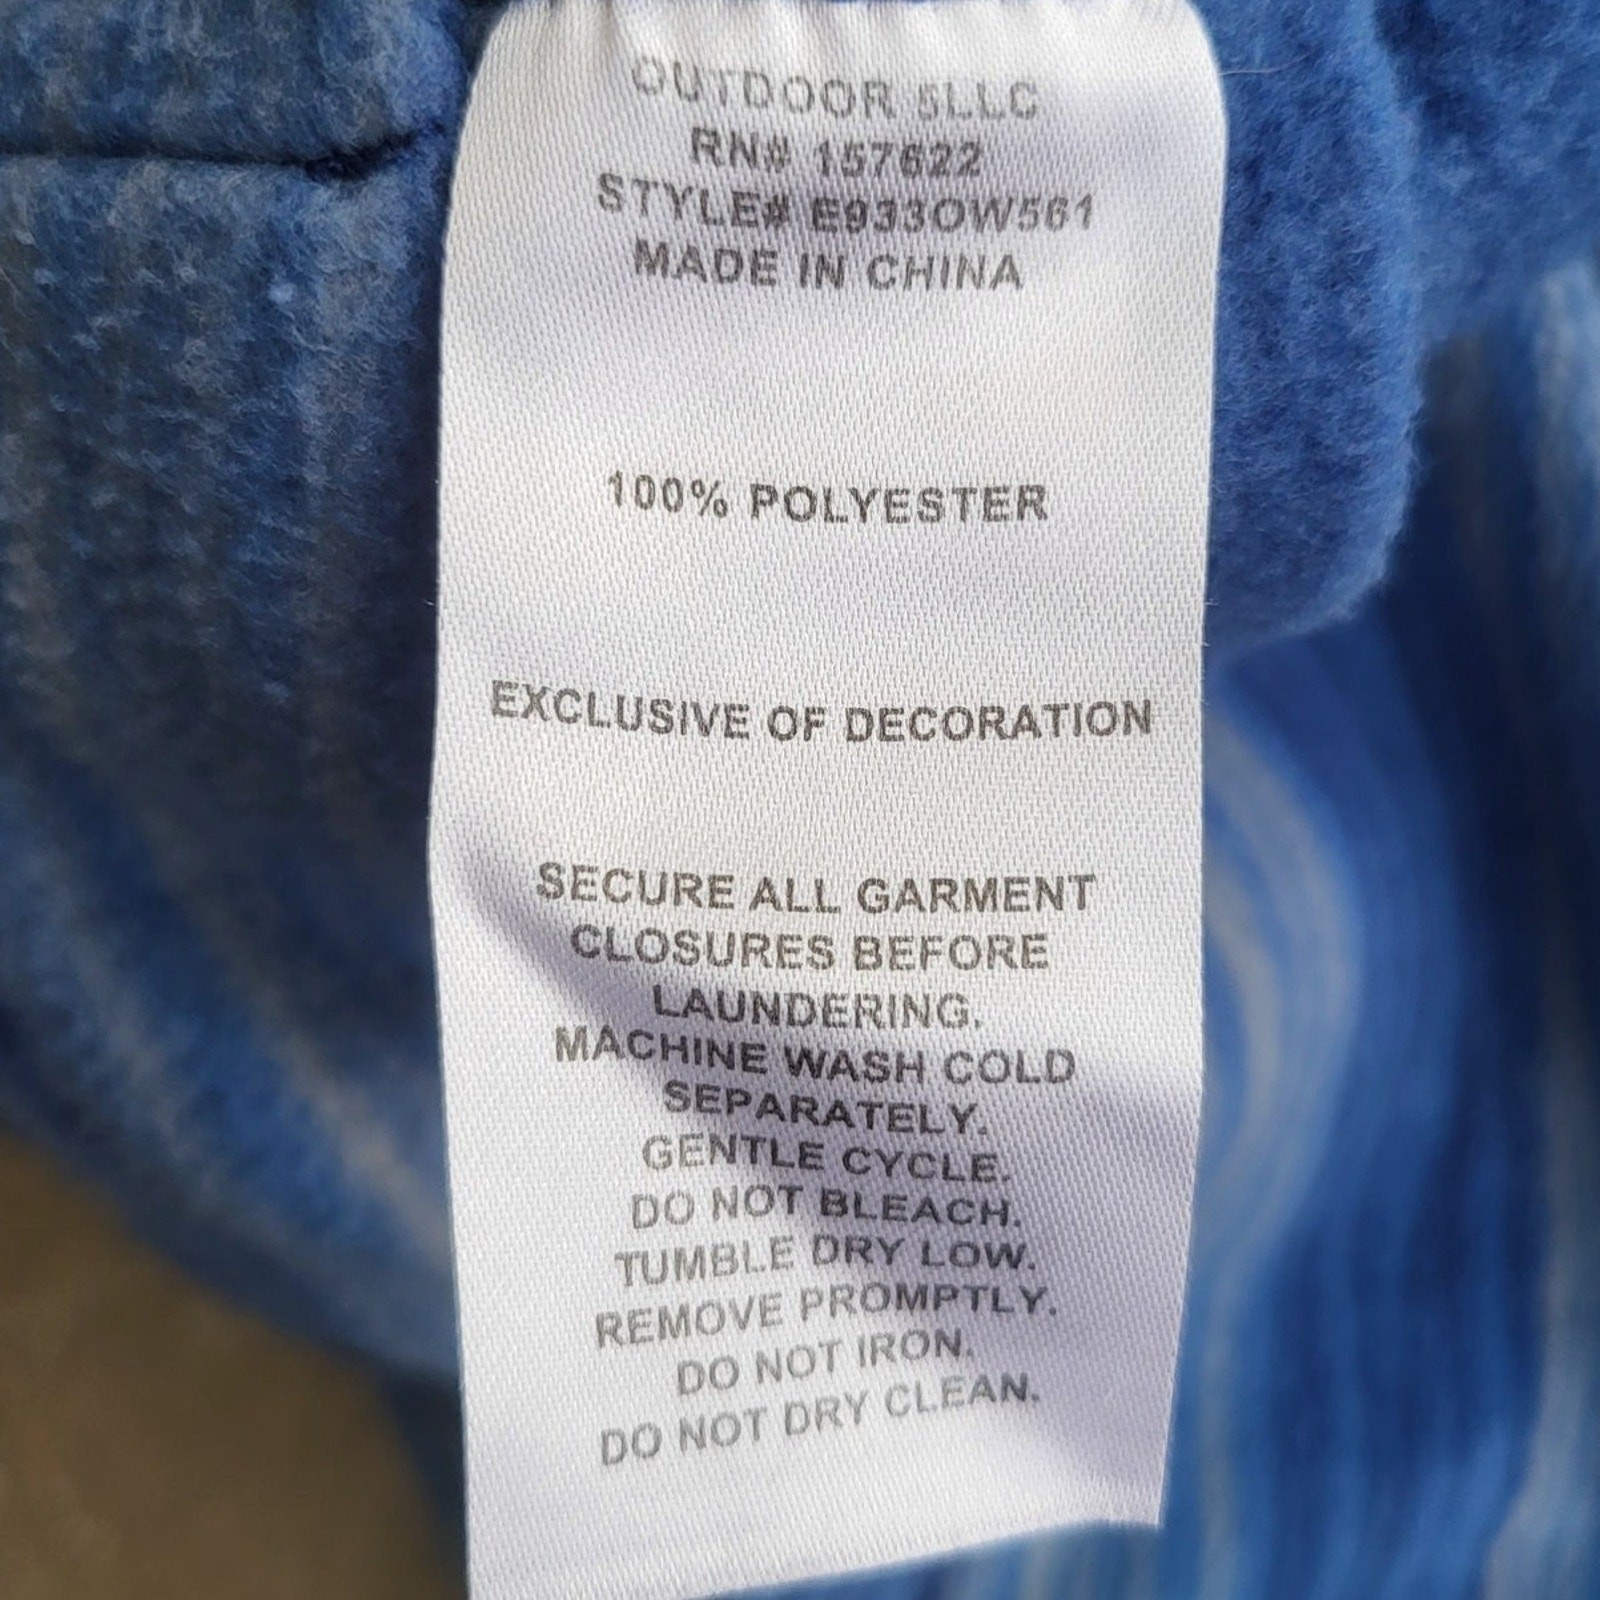 OUTDOOR 5LLC
RN# 157622
STYLE# E933OW561
MADE IN CHINA
100% POLYESTER
EXCLUSIVE OF DECORATION
SECURE ALL GARMENT
CLOSURES BEFORE
LAUNDERING.
MACHINE WASH COLD
SEPARATELY.
GENTLE CYCLE.
DO NOT BLEACH.
TUMBLE DRY LOW.
REMOVE PROMPTLY.
DO NOT IRON.
DO NOT DRY CLEAN.